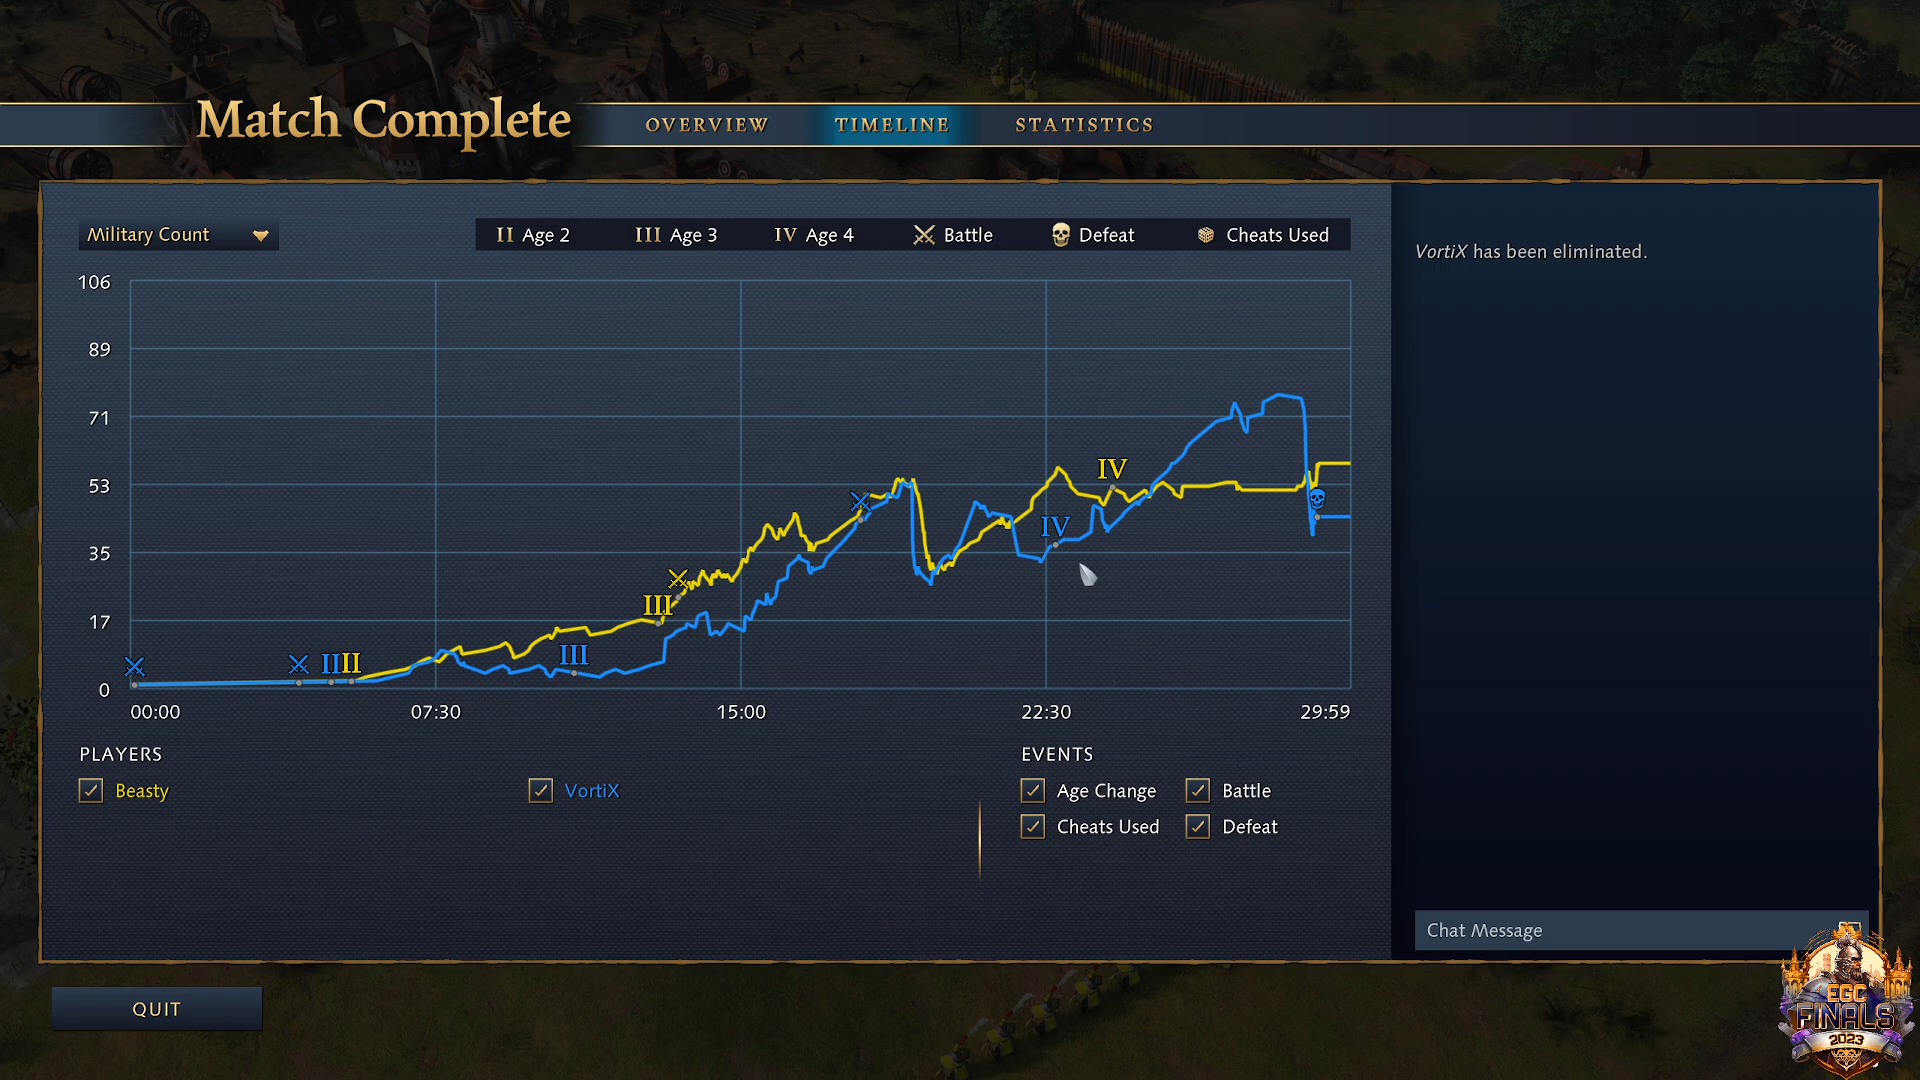 Match Complete
OVERVIEW
TIMELINE
STATISTICS
Military Count
II Age 2
III Age 3
IV Age 4
Battle
Defeat
Cheats Used
VortiX has been eliminated.
106
89
71
53
35
17
0
IV
IV
III
III
II
II
00:00
07:30
15:00
22:30
29:59
PLAYERS
Beasty
VortiX
EVENTS
Age Change
Battle
Cheats Used
Defeat
Chat Message
QUIT
EGC
FINALS
2023